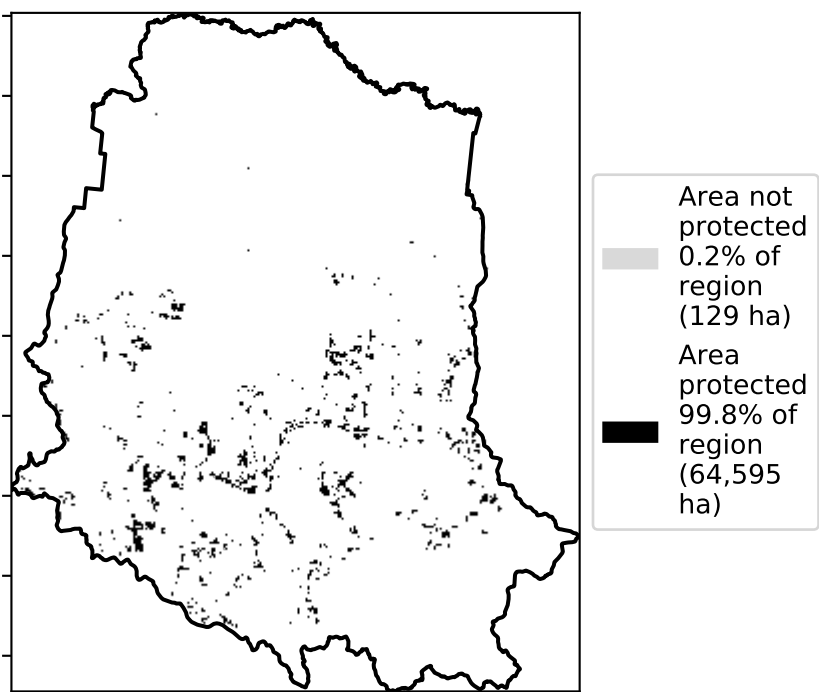 Area not
protected
0.2% of
region
(129 ha)
Area
protected
99.8% of
region
(64,595
ha)